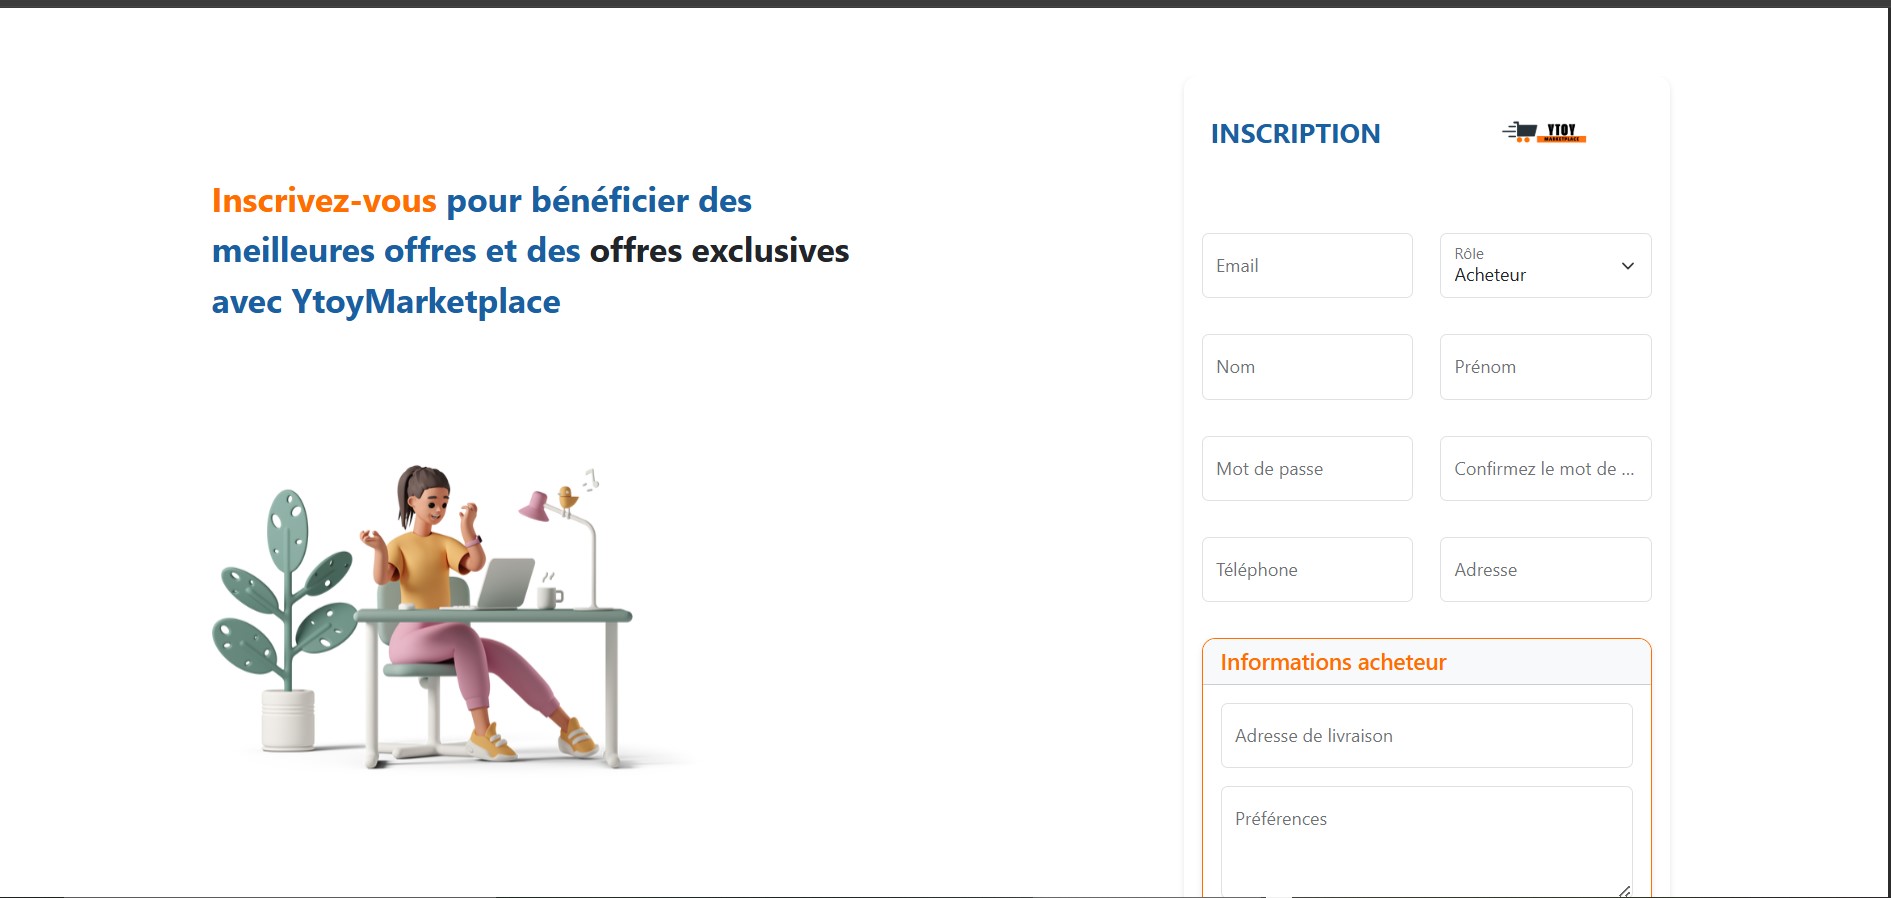 Inscrivez-vous pour bénéficier des
meilleures offres et des offres exclusives
avec YtoyMarketplace
INSCRIPTION
YTOY
MARKETPLACE
Email
Rôle
Acheteur
Nom
Prénom
Mot de passe
Confirmez le mot de ...
Téléphone
Adresse
Informations acheteur
Adresse de livraison
Préférences